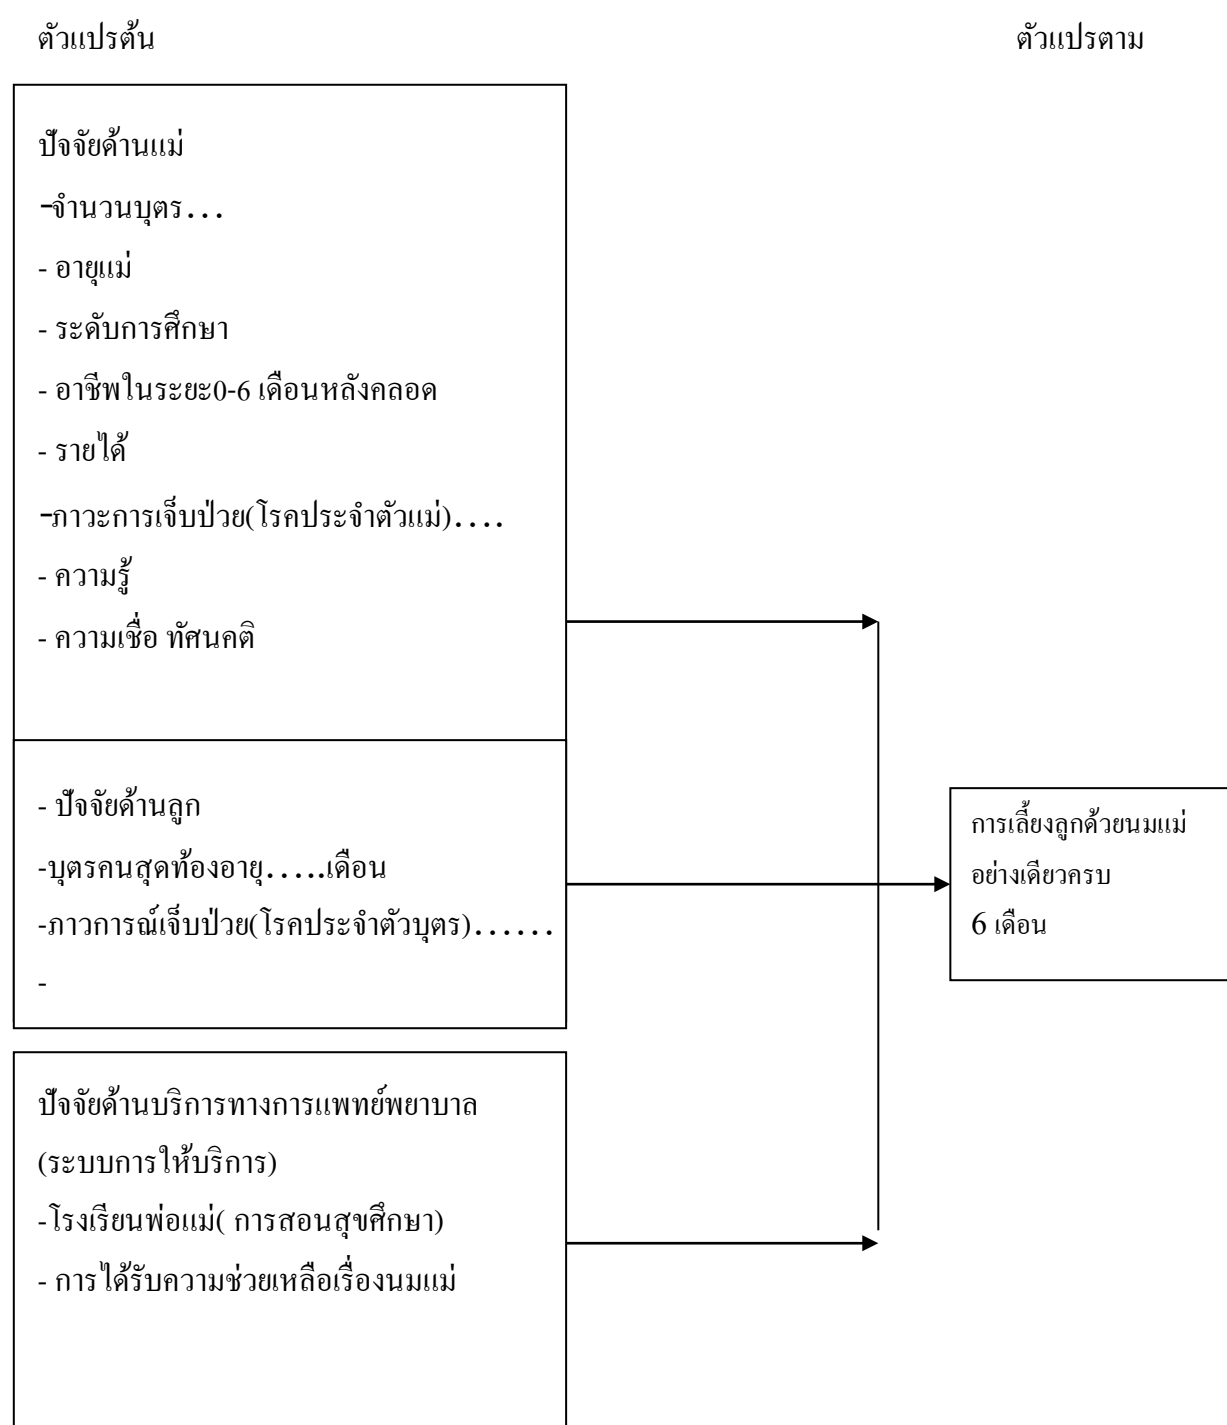 ตัวแปรต้น
ตัวแปรตาม
ปัจจัยด้านแม่
-จำนวนบุตร...
- อายุแม่
- ระดับการศึกษา
- อาชีพในระยะ0-6 เดือนหลังคลอด
- รายได้
-ภาวะการเจ็บป่วย(โรคประจำตัวแม่)....
- ความรู้
- ความเชื่อ ทัศนคติ
- ปัจจัยด้านลูก
-บุตรคนสุดท้องอายุ.....เดือน
-ภาวการณ์เจ็บป่วย(โรคประจำตัวบุตร)......
-
การเลี้ยงลูกด้วยนมแม่
อย่างเดียวครบ
6 เดือน
ปัจจัยด้านบริการทางการแพทย์พยาบาล
(ระบบการให้บริการ)
-โรงเรียนพ่อแม่( การสอนสุขศึกษา)
- การได้รับความช่วยเหลือเรื่องนมแม่